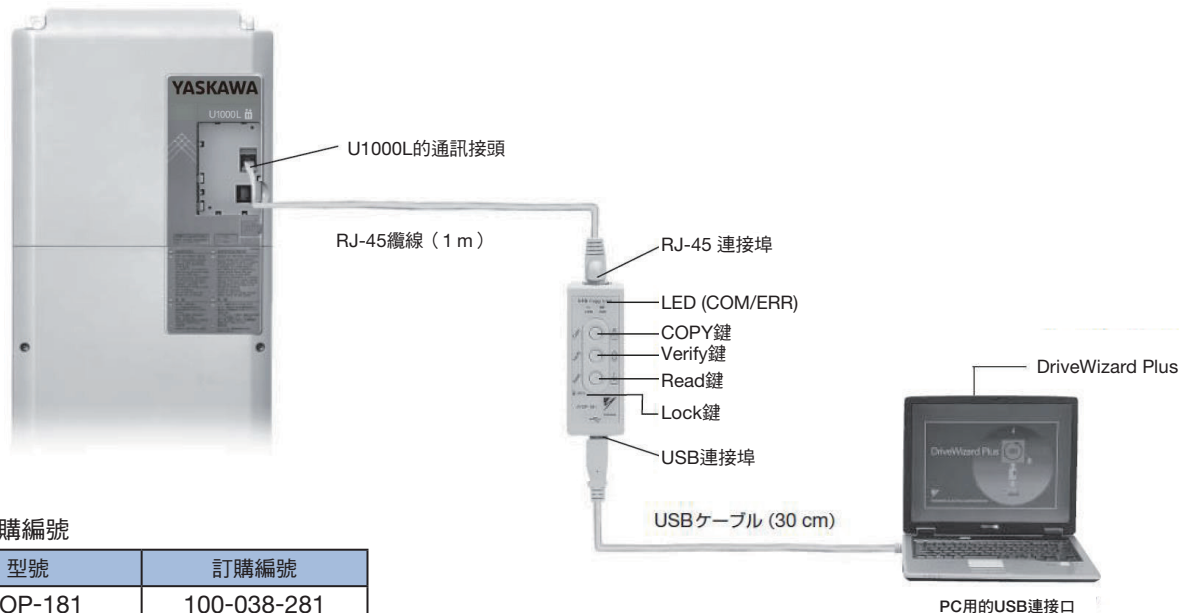 YASKAWA
U1000L
U1000L的通訊接頭
RJ-45纜線（1 m）
RJ-45 連接埠
LED (COM/ERR)
COPY鍵
Verify鍵
Read鍵
Lock鍵
USB連接埠
DriveWizard Plus
DriveWizard Plus
USBケーブル (30 cm)
PC用的USB連接口
購編號
型號 訂購編號
OP-181 100-038-281